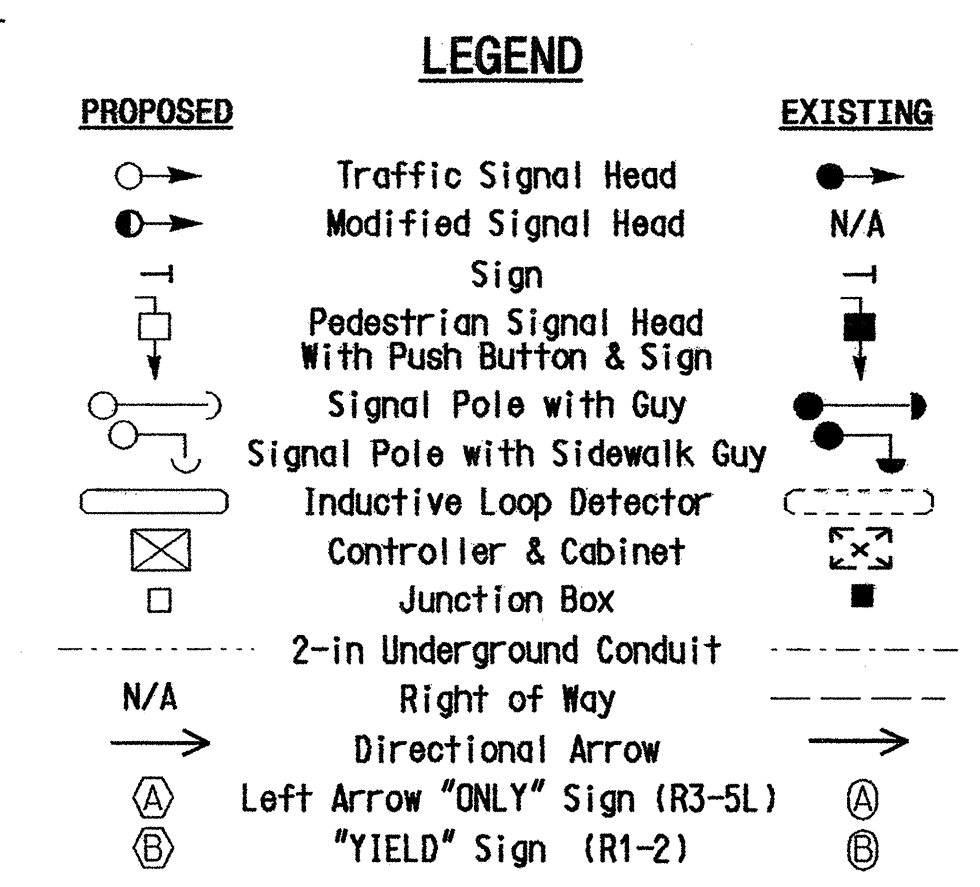 LEGEND
PROPOSED EXISTING
Traffic Signal Head
Modified Signal Head N/A
Sign
Pedestrian Signal Head
With Push Button & Sign
Signal Pole with Guy
Signal Pole with Sidewalk Guy
Inductive Loop Detector
Controller & Cabinet
Junction Box
2-in Underground Conduit
N/A Right of Way
Directional Arrow
A Left Arrow "ONLY" Sign (R3-5L) A
B "YIELD" Sign (R1-2) B